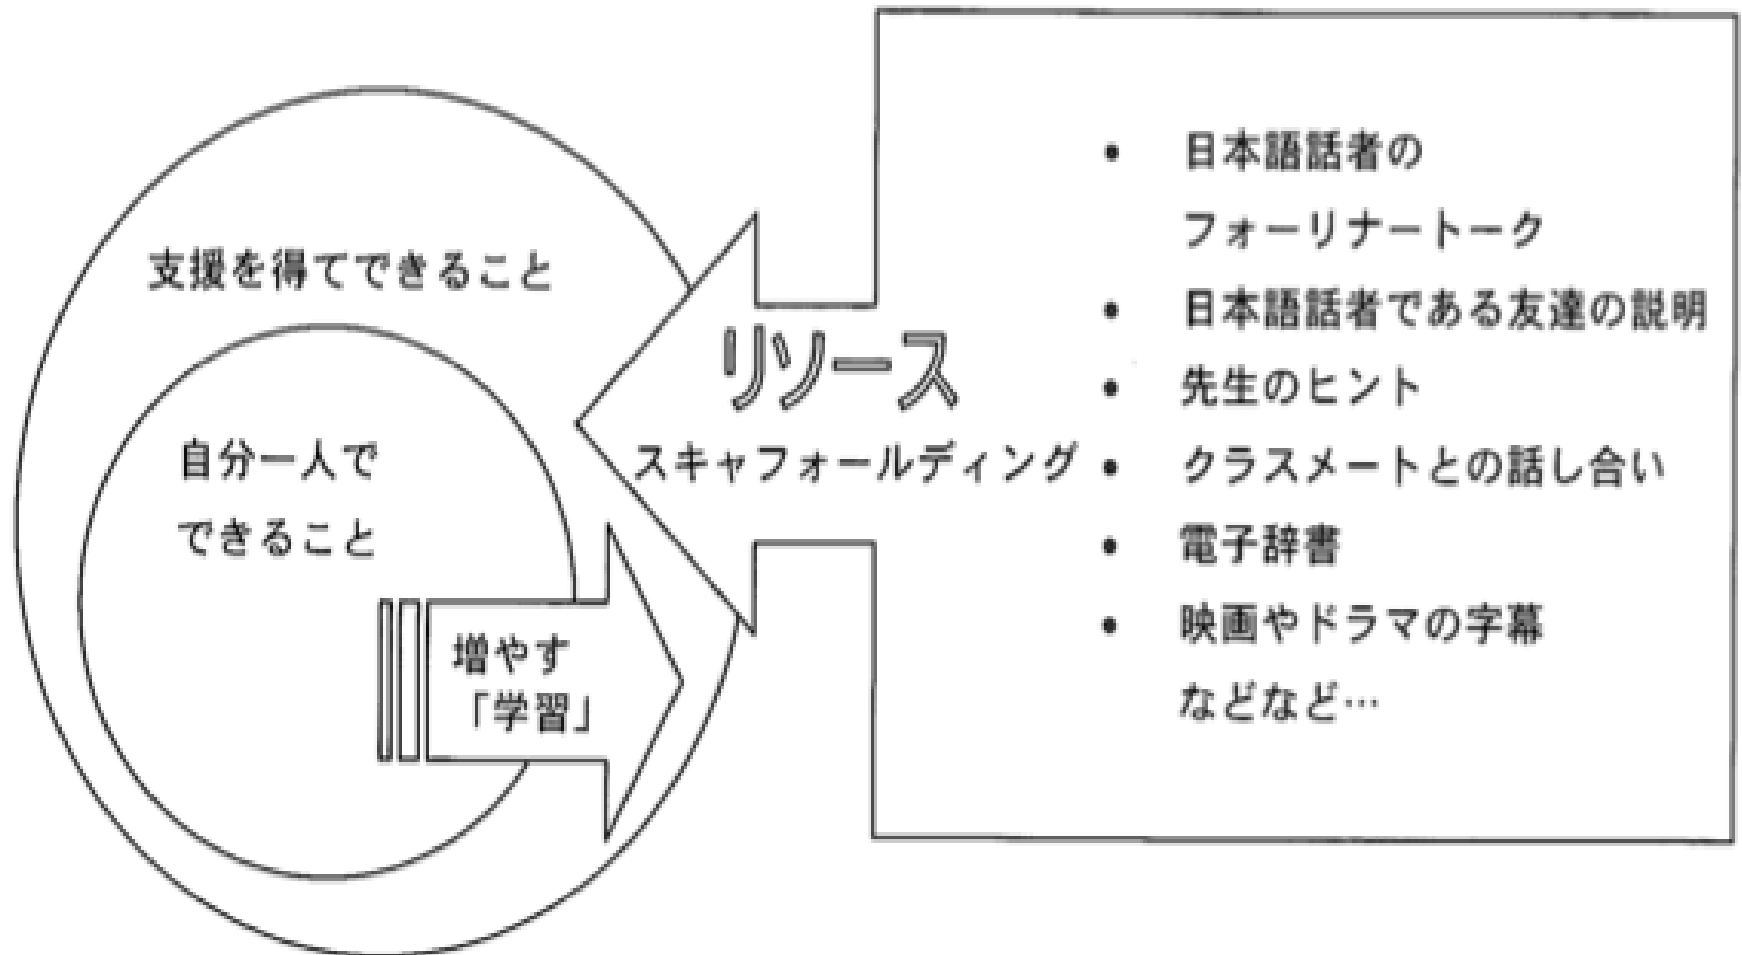 支援を得てできること
自分一人で
できること
増やす
「学習」
リソース
スキャフォールディング
• 日本語話者の
フォーリナートーク
• 日本語話者である友達の説明
• 先生のヒント
• クラスメートとの話し合い
• 電子辞書
• 映画やドラマの字幕
などなど…